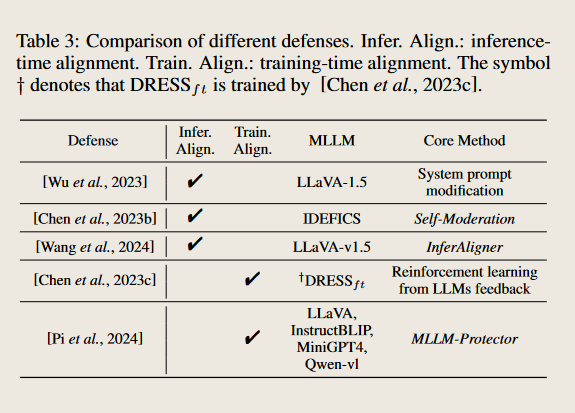 Table 3: Comparison of different defenses. Infer. Align.: inference-
time alignment. Train. Align.: training-time alignment. The symbol
† denotes that DRESS_ft is trained by [Chen et al., 2023c].
Defense Infer. Align. Train. Align. MLLM Core Method
[Wu et al., 2023] ✔ LLaVA-1.5 System prompt modification
[Chen et al., 2023b] ✔ IDEFICS Self-Moderation
[Wang et al., 2024] ✔ LLaVA-v1.5 InferAligner
[Chen et al., 2023c] ✔ †DRESS_ft Reinforcement learning from LLMs feedback
[Pi et al., 2024] ✔ LLaVA, InstructBLIP, MiniGPT4, Qwen-vl MLLM-Protector